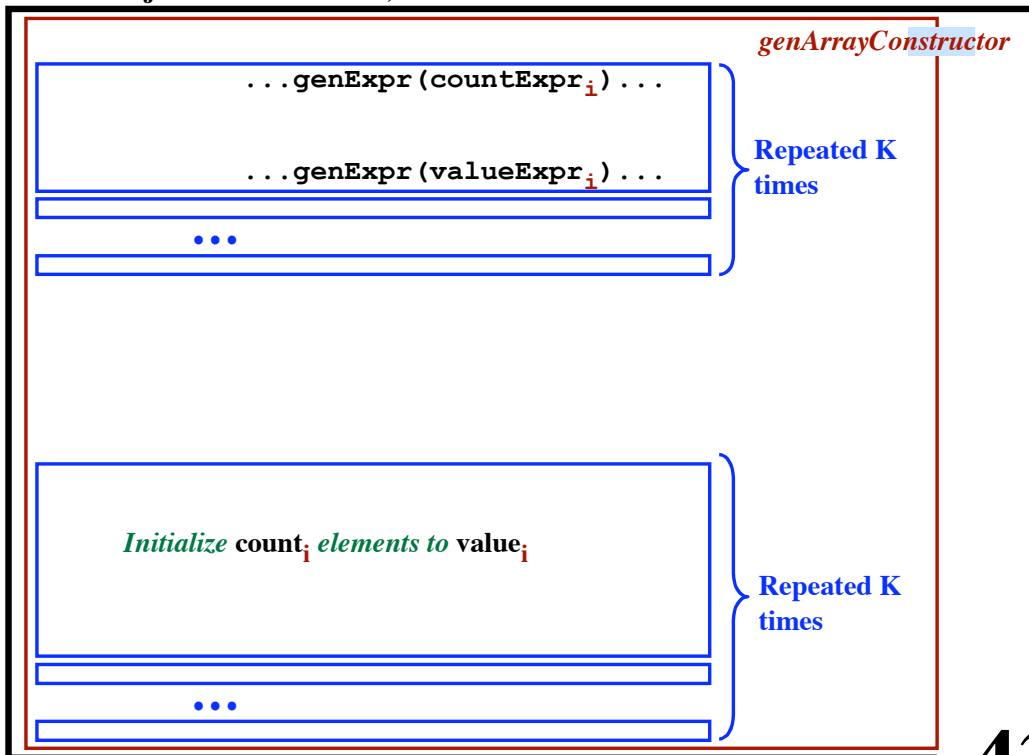 genArrayConstructor
...genExpr(countExprᵢ)...
...genExpr(valueExprᵢ)...
Repeated K
times
•••
Initialize countᵢ elements to valueᵢ
Repeated K
times
•••